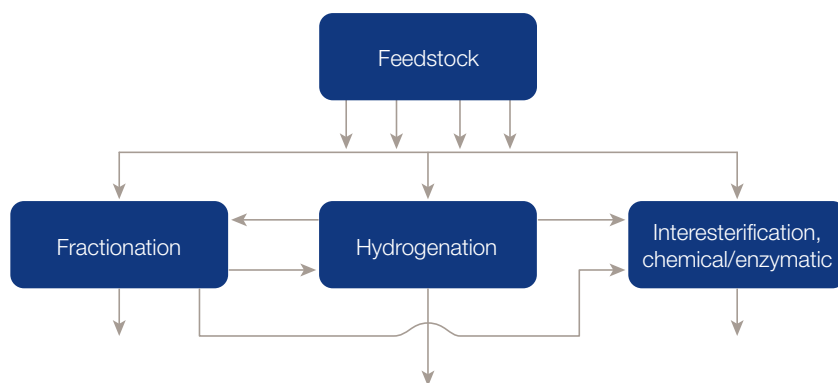 Feedstock
Fractionation
Hydrogenation
Interesterification,
chemical/enzymatic